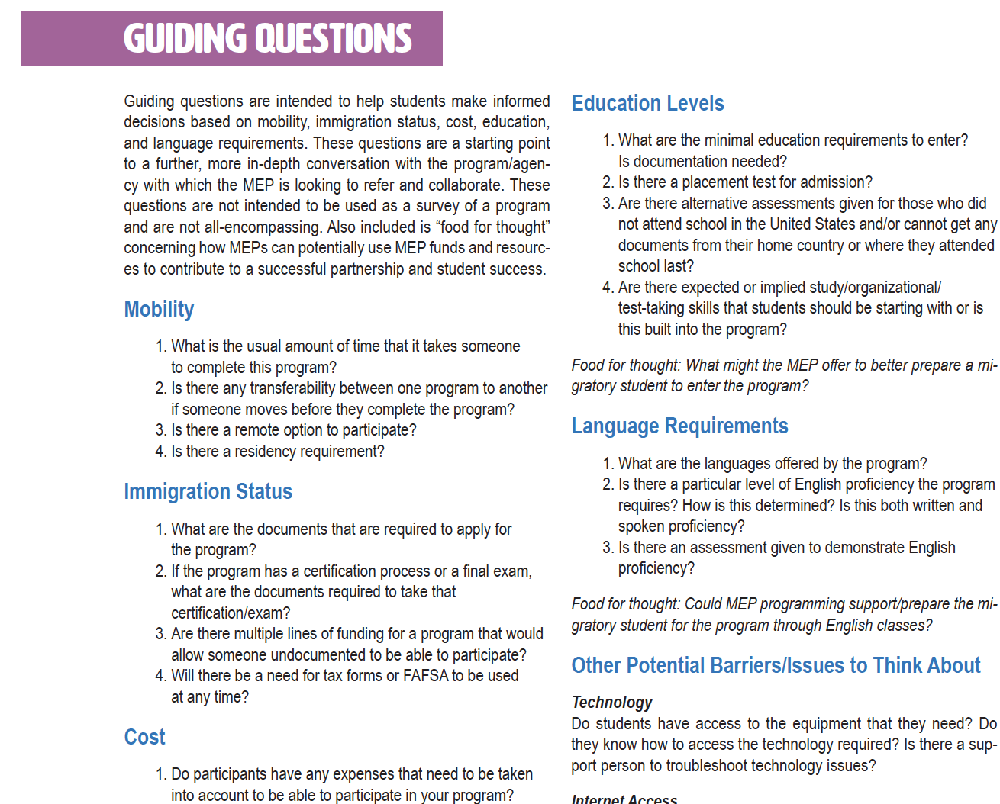 GUIDING QUESTIONS
Guiding questions are intended to help students make informed
decisions based on mobility, immigration status, cost, education,
and language requirements. These questions are a starting point
to a further, more in-depth conversation with the program/agen-
cy with which the MEP is looking to refer and collaborate. These
questions are not intended to be used as a survey of a program
and are not all-encompassing. Also included is “food for thought”
concerning how MEPs can potentially use MEP funds and resourc-
es to contribute to a successful partnership and student success.
Mobility
1. What is the usual amount of time that it takes someone
to complete this program?
2. Is there any transferability between one program to another
if someone moves before they complete the program?
3. Is there a remote option to participate?
4. Is there a residency requirement?
Immigration Status
1. What are the documents that are required to apply for
the program?
2. If the program has a certification process or a final exam,
what are the documents required to take that
certification/exam?
3. Are there multiple lines of funding for a program that would
allow someone undocumented to be able to participate?
4. Will there be a need for tax forms or FAFSA to be used
at any time?
Cost
1. Do participants have any expenses that need to be taken
into account to be able to participate in your program?
Education Levels
1. What are the minimal education requirements to enter?
Is documentation needed?
2. Is there a placement test for admission?
3. Are there alternative assessments given for those who did
not attend school in the United States and/or cannot get any
documents from their home country or where they attended
school last?
4. Are there expected or implied study/organizational/
test-taking skills that students should be starting with or is
this built into the program?
Food for thought: What might the MEP offer to better prepare a mi-
gratory student to enter the program?
Language Requirements
1. What are the languages offered by the program?
2. Is there a particular level of English proficiency the program
requires? How is this determined? Is this both written and
spoken proficiency?
3. Is there an assessment given to demonstrate English
proficiency?
Food for thought: Could MEP programming support/prepare the mi-
gratory student for the program through English classes?
Other Potential Barriers/Issues to Think About
Technology
Do students have access to the equipment that they need? Do
they know how to access the technology required? Is there a sup-
port person to troubleshoot technology issues?
Internet Access